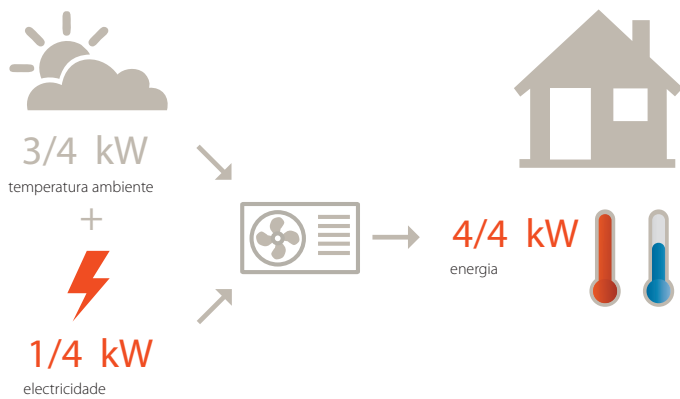 3/4 kW
temperatura ambiente
+
1/4 kW
electricidade
4/4 kW
energia